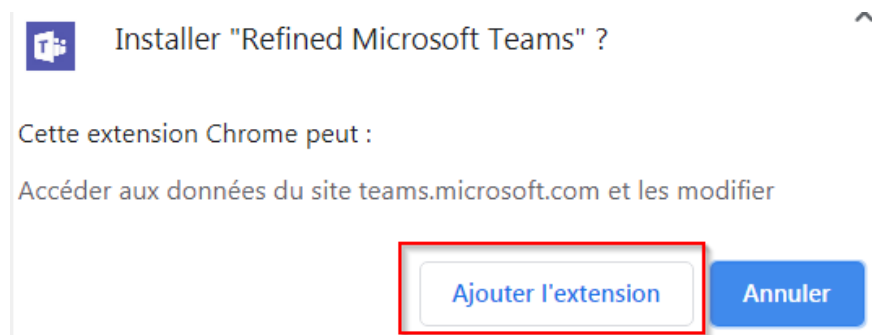 Installer "Refined Microsoft Teams" ?
Cette extension Chrome peut :
Accéder aux données du site teams.microsoft.com et les modifier
Ajouter l'extension
Annuler